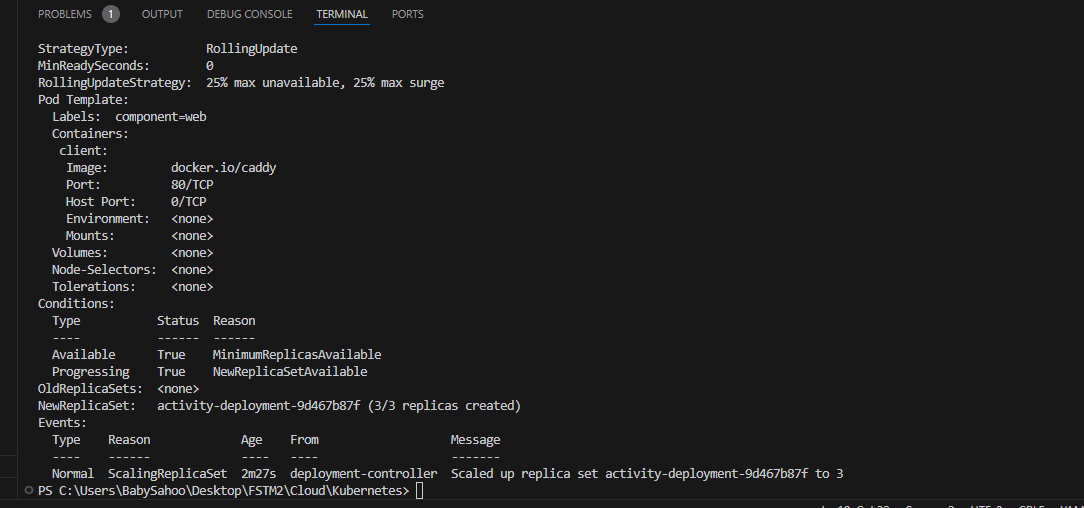 PROBLEMS 1 OUTPUT DEBUG CONSOLE TERMINAL PORTS
StrategyType:           RollingUpdate
MinReadySeconds:        0
RollingUpdateStrategy:  25% max unavailable, 25% max surge
Pod Template:
  Labels:  component=web
  Containers:
   client:
    Image:         docker.io/caddy
    Port:          80/TCP
    Host Port:     0/TCP
    Environment:   <none>
    Mounts:        <none>
  Volumes:         <none>
  Node-Selectors:  <none>
  Tolerations:     <none>
Conditions:
  Type           Status  Reason
  ----           ------  ------
  Available      True    MinimumReplicasAvailable
  Progressing    True    NewReplicaSetAvailable
OldReplicaSets:  <none>
NewReplicaSet:   activity-deployment-9d467b87f (3/3 replicas created)
Events:
  Type    Reason             Age    From                   Message
  ----    ------             ----   ----                   -------
  Normal  ScalingReplicaSet  2m27s  deployment-controller  Scaled up replica set activity-deployment-9d467b87f to 3
PS C:\Users\BabySahoo\Desktop\FSTM2\Cloud\Kubernetes>